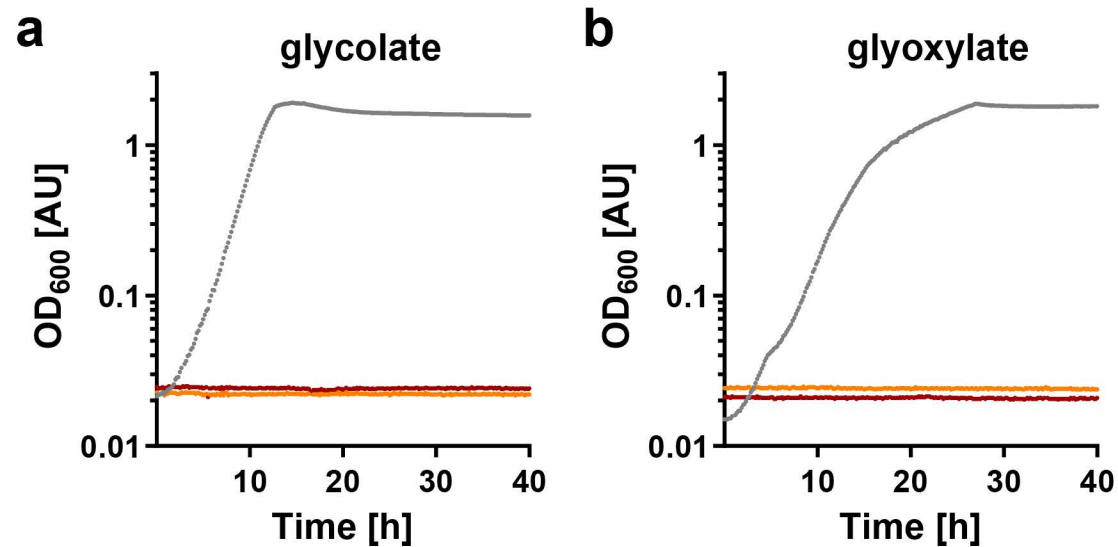 a
glycolate
OD600 [AU]
1
0.1
0.01
10 20 30 40
Time [h]
b
glyoxylate
OD600 [AU]
1
0.1
0.01
10 20 30 40
Time [h]